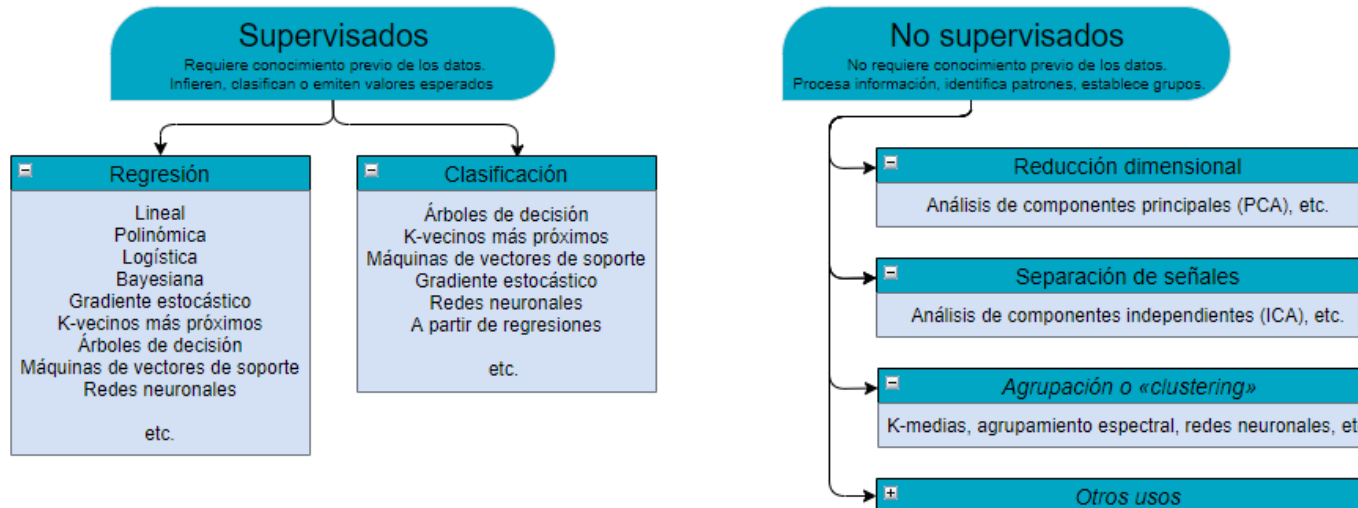 Supervisados
Requiere conocimiento previo de los datos.
Infieren, clasifican o emiten valores esperados
Regresión
Lineal
Polinómica
Logística
Bayesiana
Gradiente estocástico
K-vecinos más próximos
Árboles de decisión
Máquinas de vectores de soporte
Redes neuronales
etc.
Clasificación
Árboles de decisión
K-vecinos más próximos
Máquinas de vectores de soporte
Gradiente estocástico
Redes neuronales
A partir de regresiones
etc.
No supervisados
No requiere conocimiento previo de los datos.
Procesa información, identifica patrones, establece grupos.
Reducción dimensional
Análisis de componentes principales (PCA), etc.
Separación de señales
Análisis de componentes independientes (ICA), etc.
Agrupación o «clustering»
K-medias, agrupamiento espectral, redes neuronales, et
Otros usos